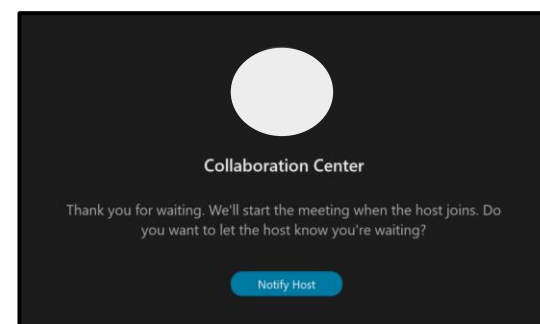 Collaboration Center
Thank you for waiting. We'll start the meeting when the host joins. Do
you want to let the host know you're waiting?
Notify Host